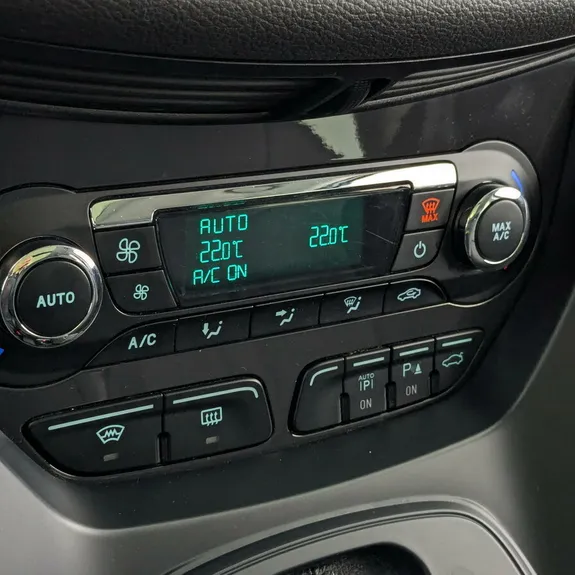 AUTO
22.0℃ 22.0℃
A/C ON
MAX
MAX
A/C
AUTO
A/C
AUTO
|P|
ON
P
ON